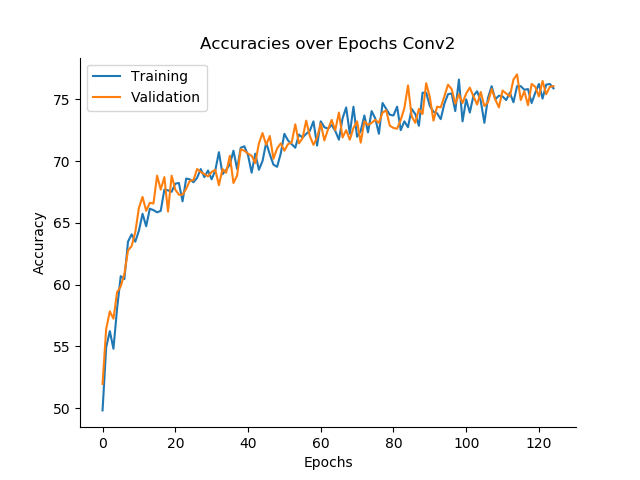 Accuracies over Epochs Conv2
Training
Validation
75
70
65
60
55
50
Accuracy
0 20 40 60 80 100 120
Epochs